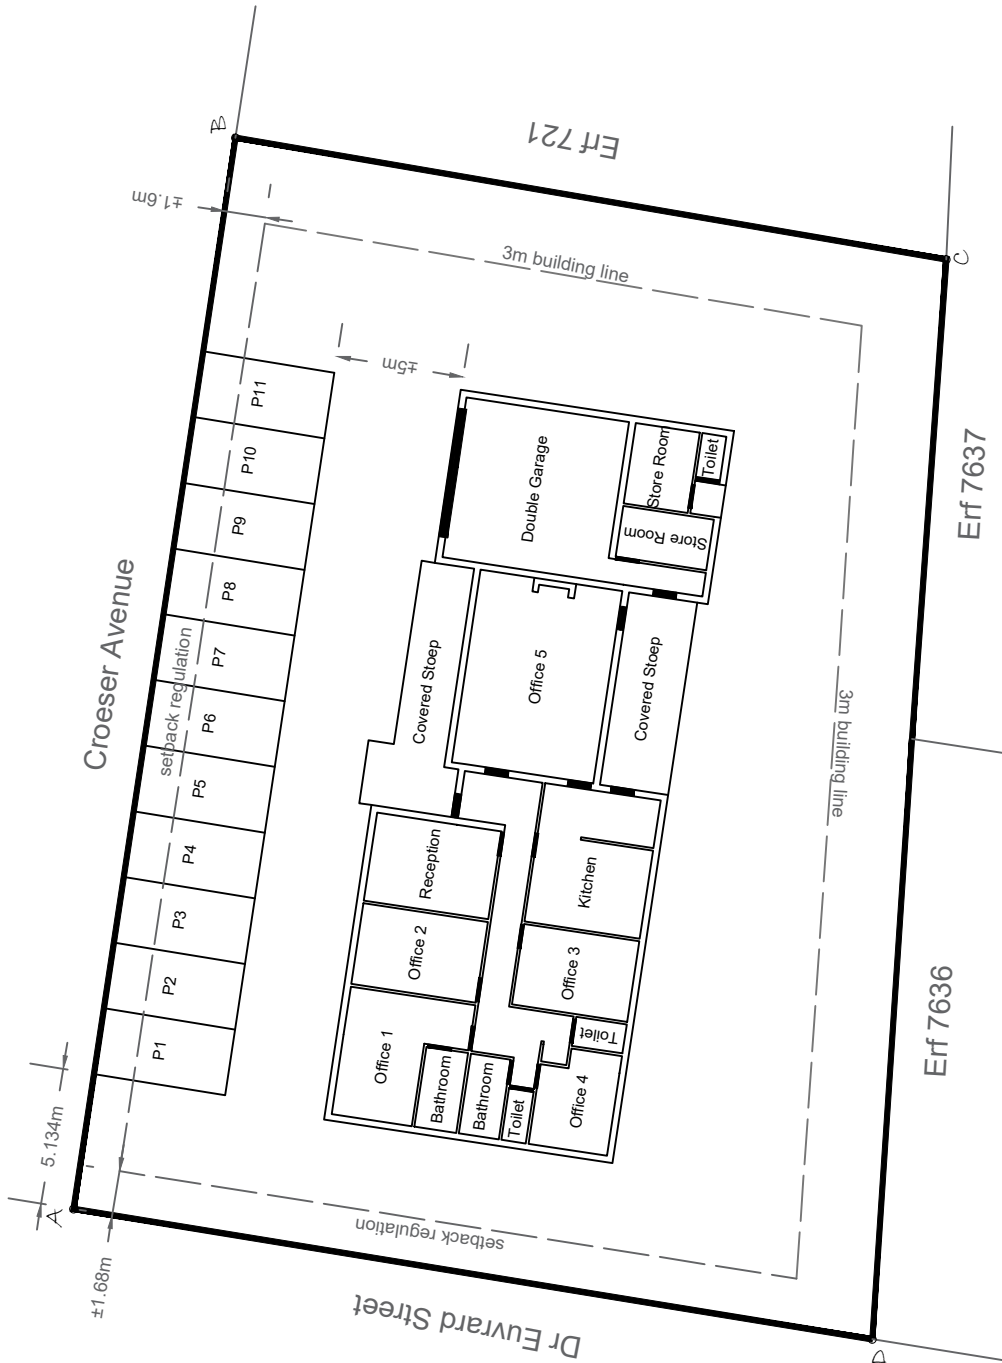 B
Erf 721
±1.6m
3m building line
C
±5m
P11
P10
P9
P8
P7
P6
P5
P4
P3
P2
P1
Croeser Avenue
setback regulation
Double Garage
Store Room
Toilet
Store Room
Erf 7637
Covered Stoep
Office 5
Covered Stoep
3m building line
Reception
Kitchen
Office 2
Office 3
Office 1
Toilet
Bathroom
Bathroom
Toilet
Office 4
Erf 7636
5.134m
A
±1.68m
setback regulation
Dr Euvrard Street
D